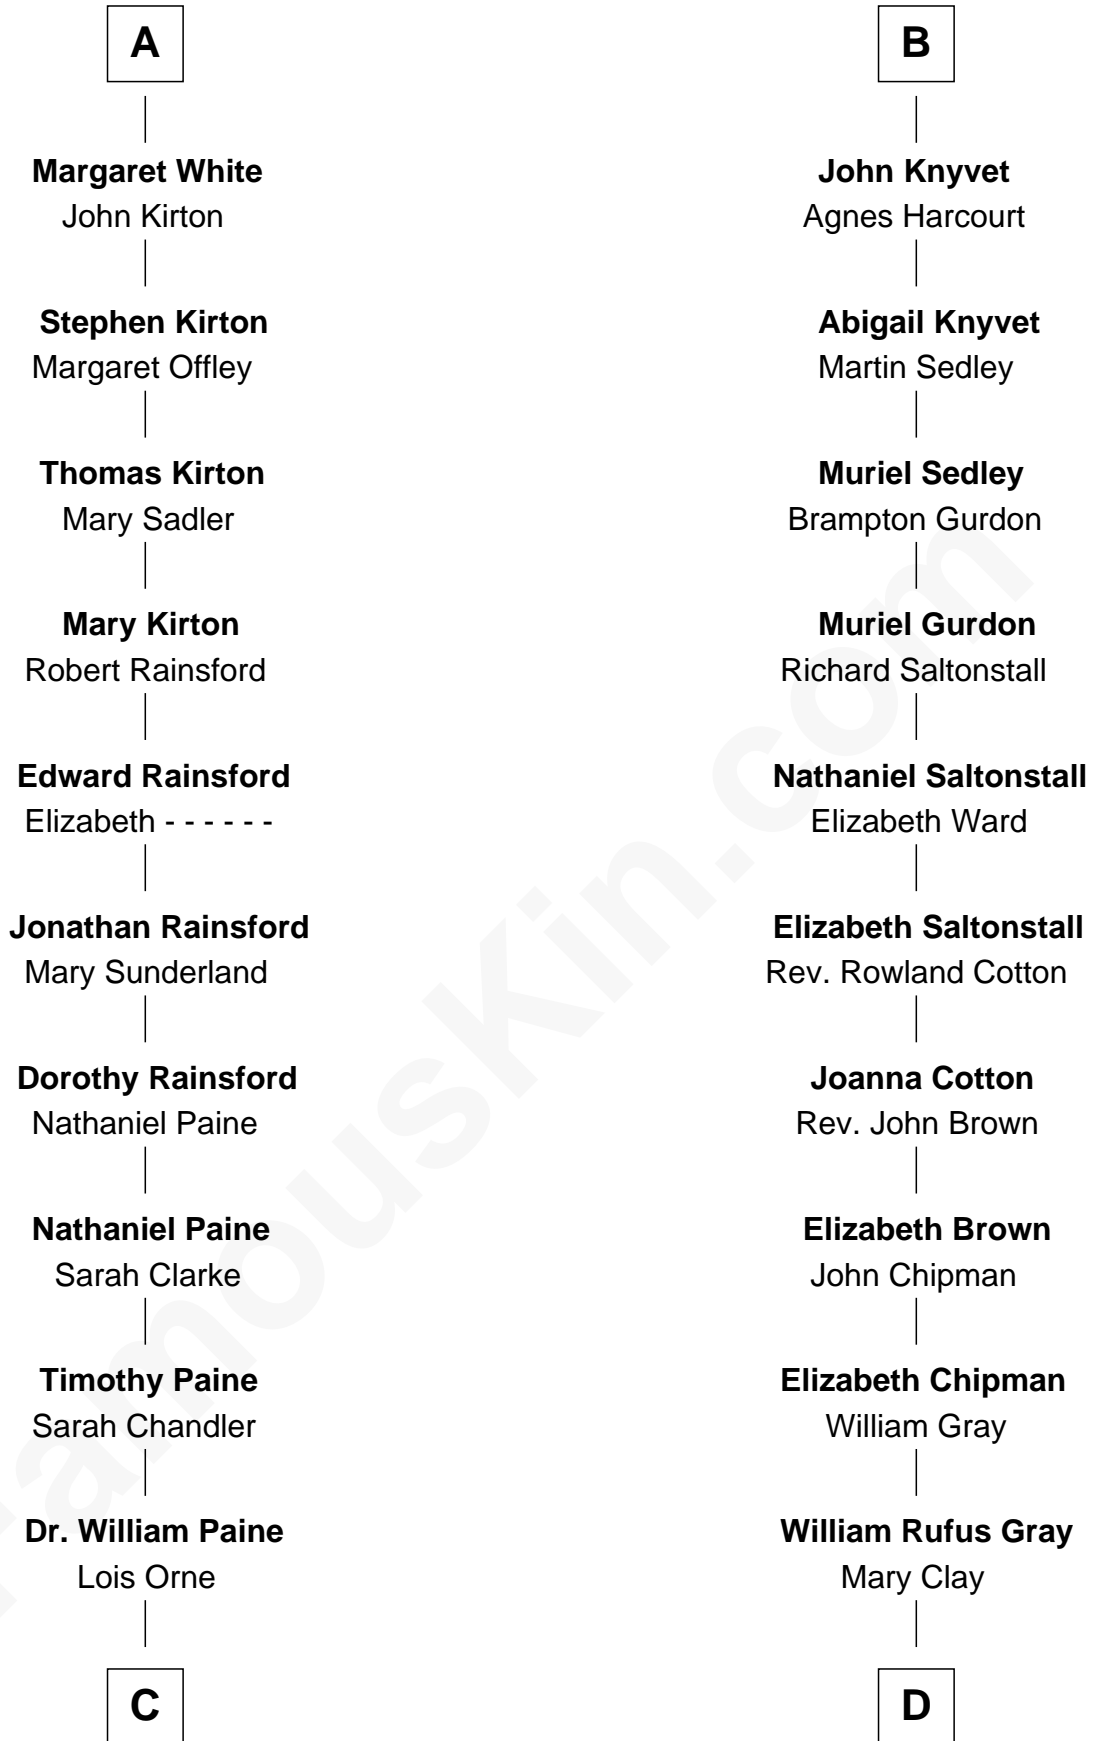 A
Margaret White
John Kirton
Stephen Kirton
Margaret Offley
Thomas Kirton
Mary Sadler
Mary Kirton
Robert Rainsford
Edward Rainsford
Elizabeth - - - - - -
Jonathan Rainsford
Mary Sunderland
Dorothy Rainsford
Nathaniel Paine
Nathaniel Paine
Sarah Clarke
Timothy Paine
Sarah Chandler
Dr. William Paine
Lois Orne
C
B
John Knyvet
Agnes Harcourt
Abigail Knyvet
Martin Sedley
Muriel Sedley
Brampton Gurdon
Muriel Gurdon
Richard Saltonstall
Nathaniel Saltonstall
Elizabeth Ward
Elizabeth Saltonstall
Rev. Rowland Cotton
Joanna Cotton
Rev. John Brown
Elizabeth Brown
John Chipman
Elizabeth Chipman
William Gray
William Rufus Gray
Mary Clay
D
FamousKin.com